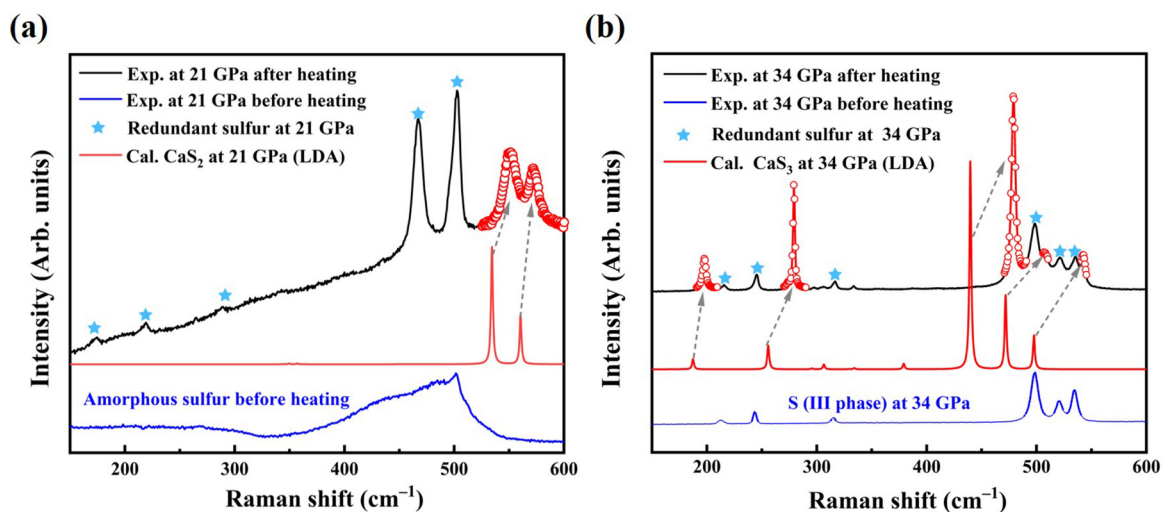 (a)
Exp. at 21 GPa after heating
Exp. at 21 GPa before heating
Redundant sulfur at 21 GPa
Cal. CaS₂ at 21 GPa (LDA)
Amorphous sulfur before heating
Intensity (Arb. units)
200 300 400 500 600
Raman shift (cm⁻¹)
(b)
Exp. at 34 GPa after heating
Exp. at 34 GPa before heating
Redundant sulfur at 34 GPa
Cal. CaS₃ at 34 GPa (LDA)
S (III phase) at 34 GPa
Intensity (Arb. units)
200 300 400 500 600
Raman shift (cm⁻¹)